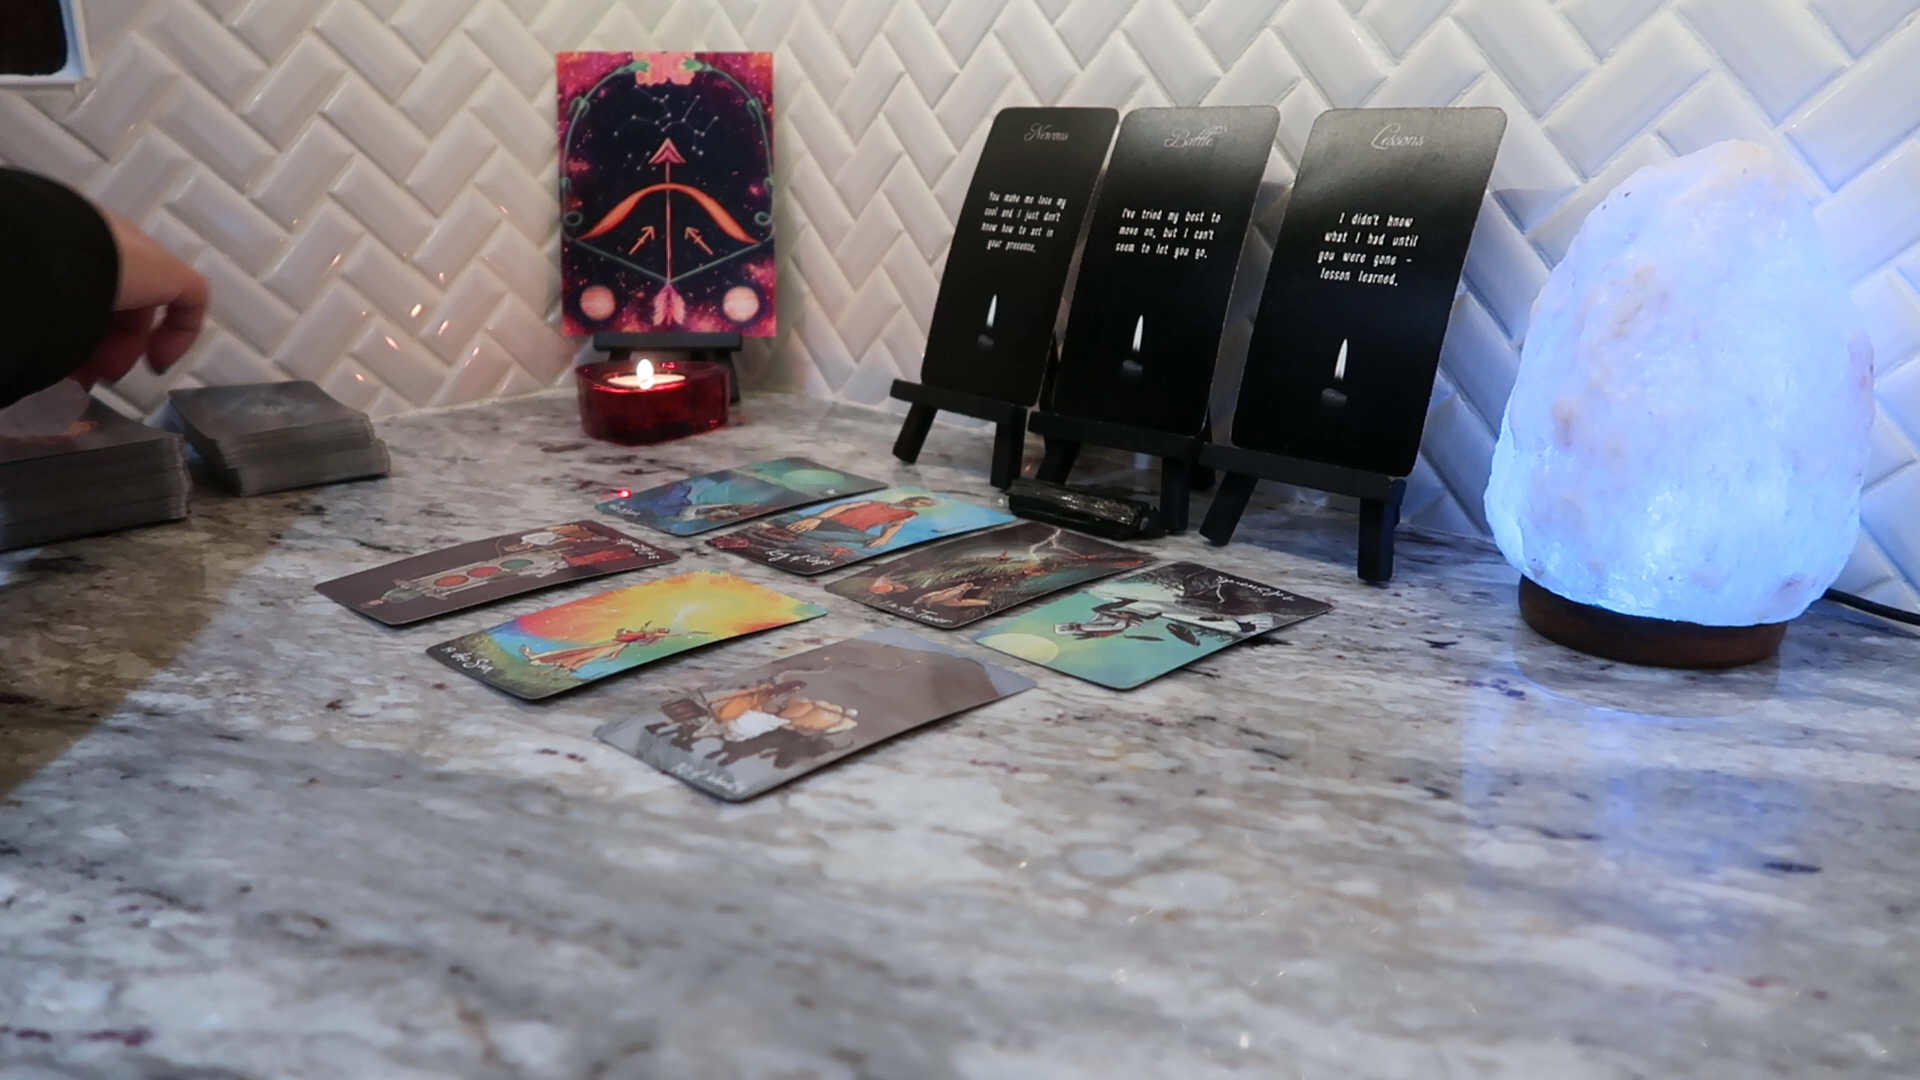 Nervous
You make me lose my
cool and I just don't
know how to act in
your presence.
Battle
I've tried my best to
move on, but I can't
seem to let you go.
Lessons
I didn't know
what I had until
you were gone -
lesson learned.
of Cups
the Tower
19 the Sun